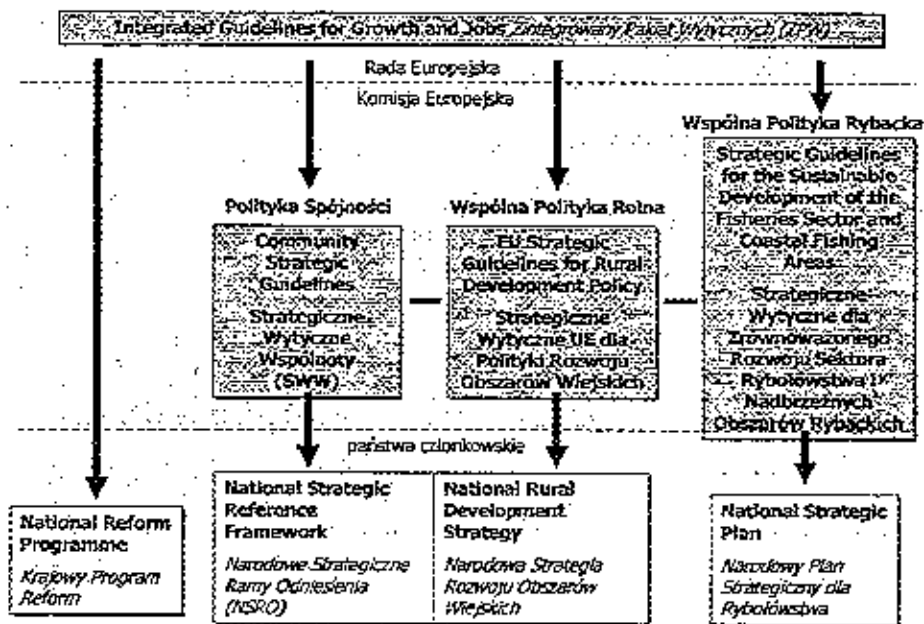 Integrated Guidelines for Growth and Jobs Zintegrowany Pakiet Wytycznych (ZPW)
Rada Europejska
Komisja Europejska
Wspólna Polityka Rybacka
Strategic Guidelines
for the Sustainable
Development of the
Fisheries Sector and
Coastal Fishing
Areas
Strategiczne
Wytyczne dla
Zrównoważonego
Rozwoju Sektora
Rybołówstwa i
Nadbrzeżnych
Obszarów Rybackich
Polityka Spójności
Community
Strategic
Guidelines
Strategiczne
Wytyczne
Wspólnoty
(SWW)
Wspólna Polityka Rolna
EU Strategic
Guidelines for Rural
Development Policy
Strategiczne
Wytyczne UE dla
Polityki Rozwoju
Obszarów Wiejskich
państwa członkowskie
National Reform
Programme
Krajowy Program
Reform
National Strategic
Reference
Framework
Narodowe Strategiczne
Ramy Odniesienia
(NSRO)
National Rural
Development
Strategy
Narodowa Strategia
Rozwoju Obszarów
Wiejskich
National Strategic
Plan
Narodowy Plan
Strategiczny dla
Rybołówstwa